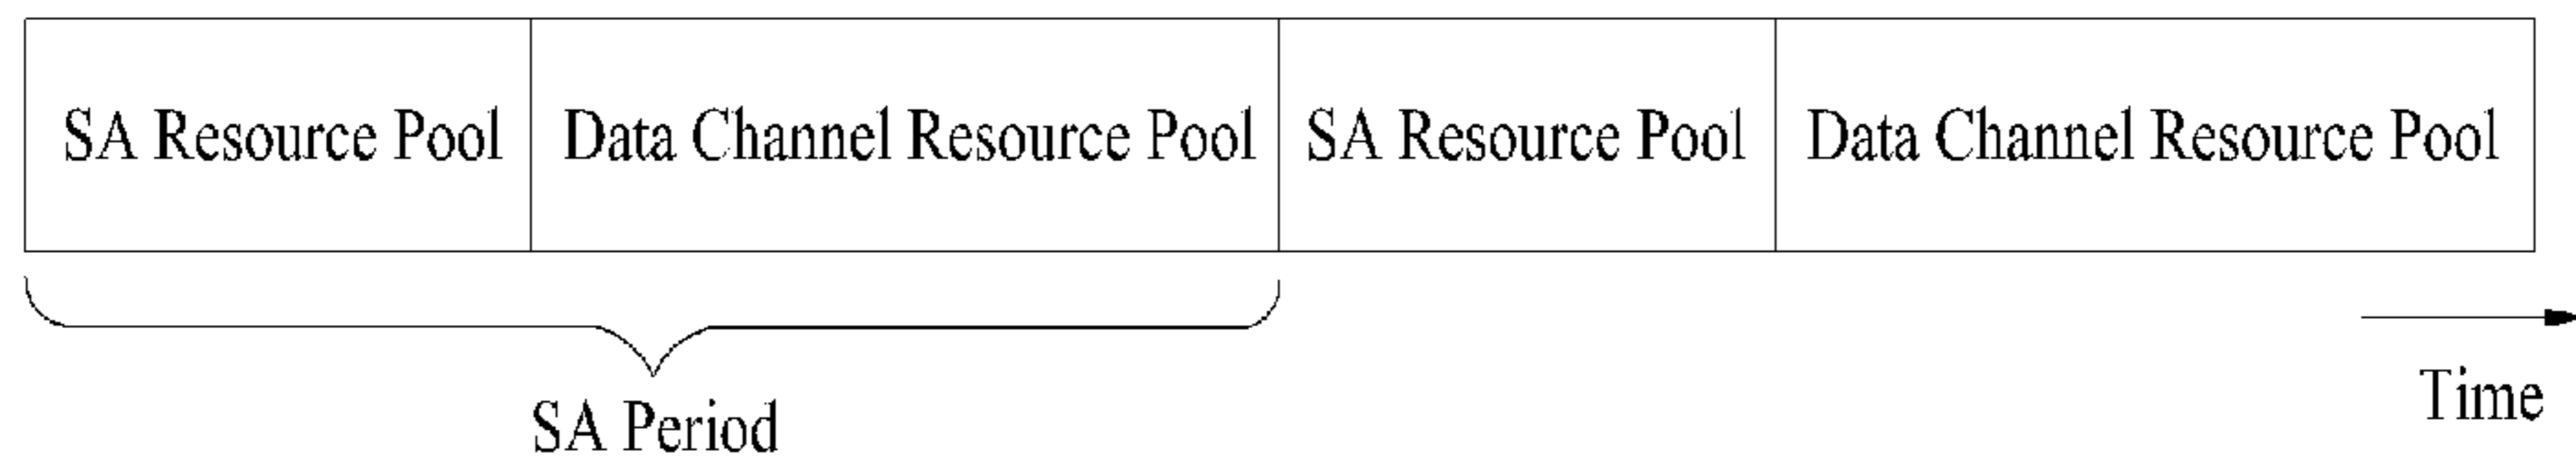 SA Resource Pool Data Channel Resource Pool SA Resource Pool Data Channel Resource Pool
SA Period
Time